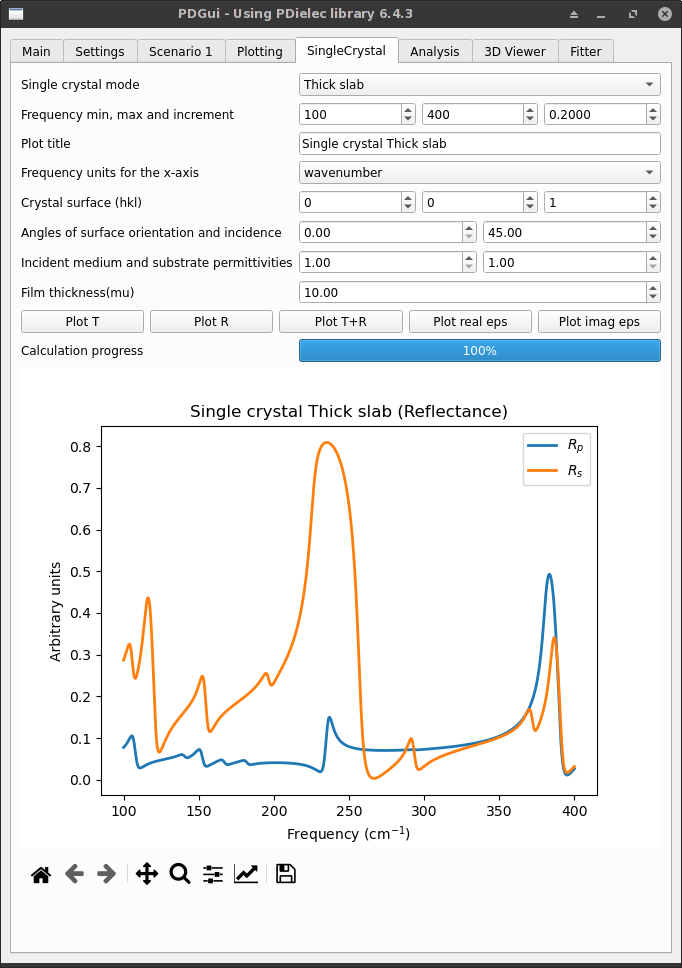 PDGui - Using PDielec library 6.4.3
Main Settings Scenario 1 Plotting SingleCrystal Analysis 3D Viewer Fitter
Single crystal mode Thick slab
Frequency min, max and increment 100 400 0.2000
Plot title Single crystal Thick slab
Frequency units for the x-axis wavenumber
Crystal surface (hkl) 0 0 1
Angles of surface orientation and incidence 0.00 45.00
Incident medium and substrate permittivities 1.00 1.00
Film thickness(mu) 10.00
Plot T Plot R Plot T+R Plot real eps Plot imag eps
Calculation progress 100%
Single crystal Thick slab (Reflectance)
Rp
Rs
0.8
0.7
0.6
0.5
0.4
0.3
0.2
0.1
0.0
Arbitrary units
100 150 200 250 300 350 400
Frequency (cm⁻¹)